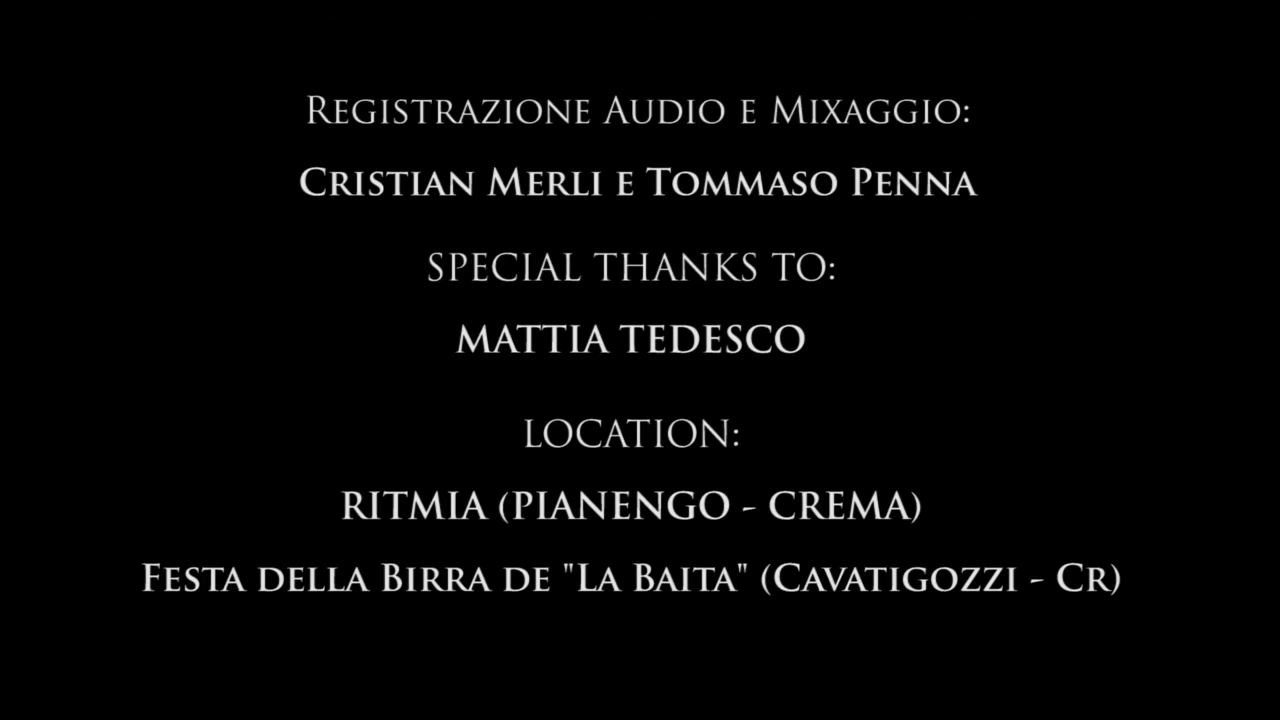 Registrazione Audio e Mixaggio:
Cristian Merli e Tommaso Penna
SPECIAL THANKS TO:
MATTIA TEDESCO
LOCATION:
RITMIA (PIANENGO - CREMA)
Festa della Birra de "La Baita" (Cavatigozzi - Cr)